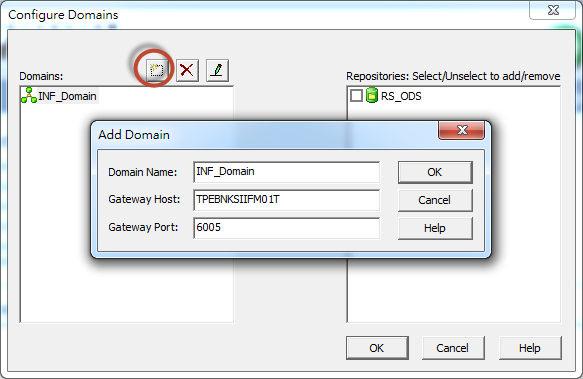 Configure Domains
Domains:
Repositories: Select/Unselect to add/remove
INF_Domain
RS_ODS
Add Domain
Domain Name: INF_Domain OK
Gateway Host: TPEBNKSIIFM01T Cancel
Gateway Port: 6005 Help
OK Cancel Help